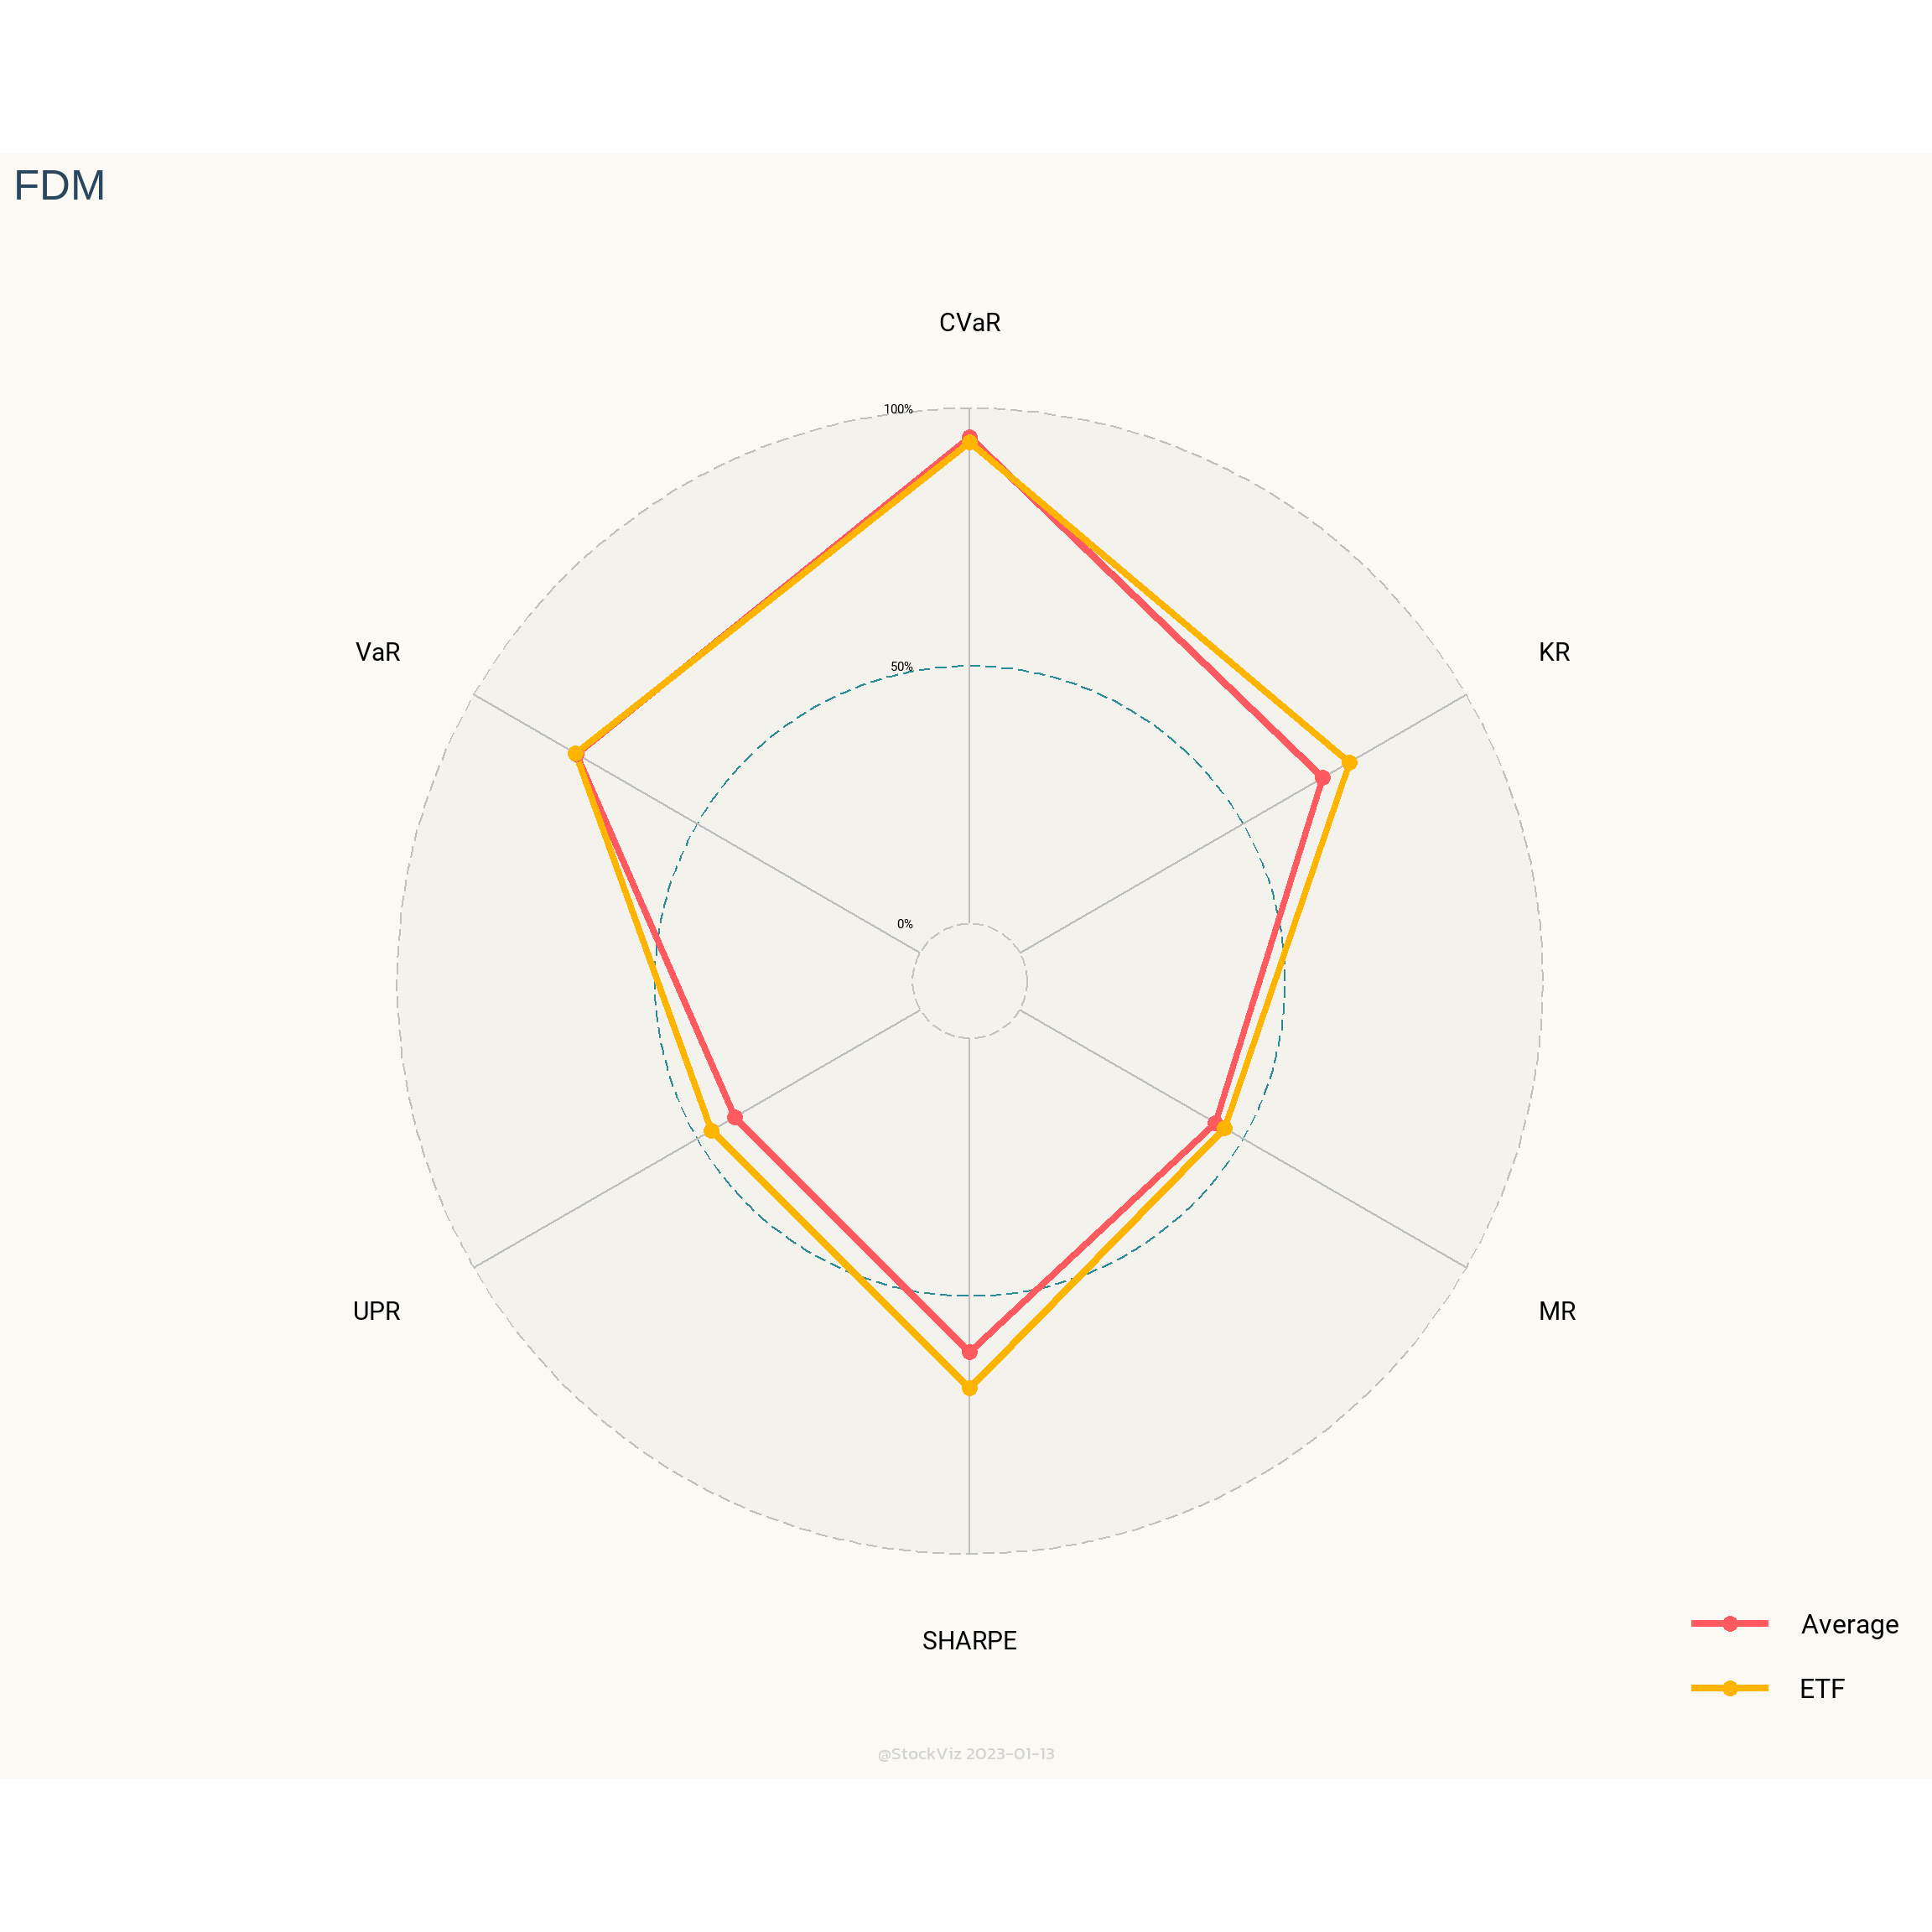 FDM
CVaR
100%
VaR
50%
KR
0%
UPR
MR
SHARPE
Average
ETF
@StockViz 2023-01-13